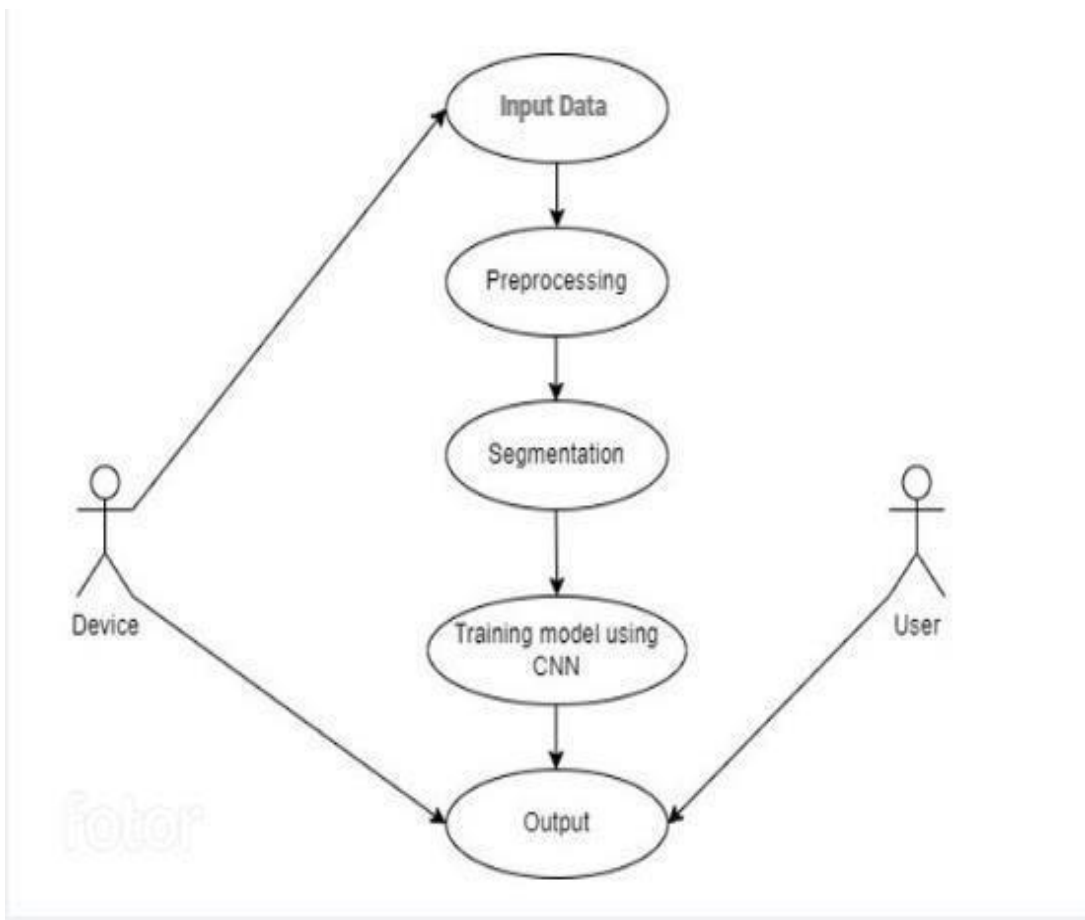 Input Data
Preprocessing
Segmentation
Device
User
Training model using
CNN
Output
fotor